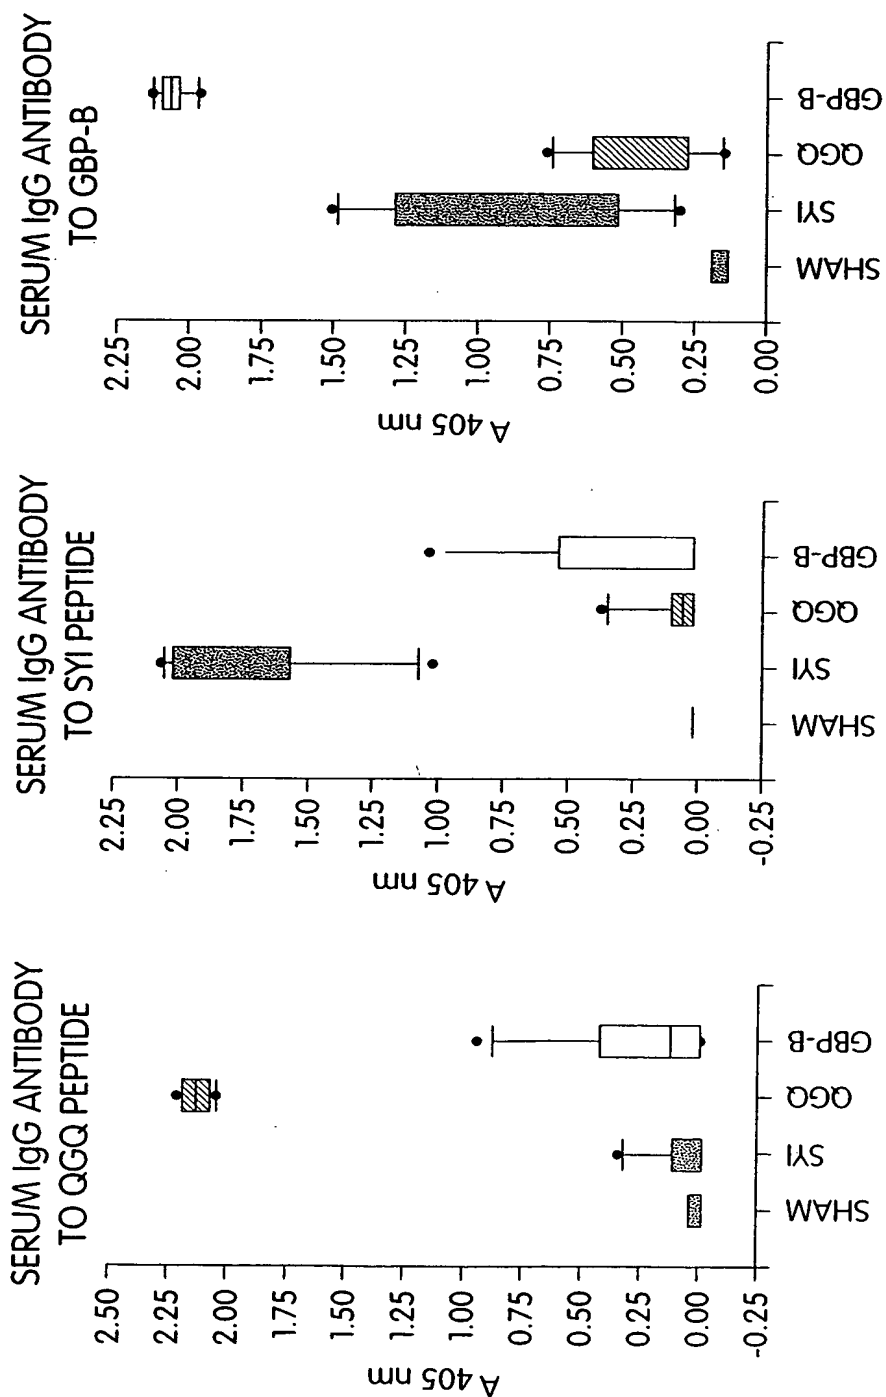 SERUM IgG ANTIBODY
TO GBP-B
2.25
2.00
1.75
1.50
1.25
1.00
0.75
0.50
0.25
0.00
A 405 nm
SHAM
SYI
QGQ
GBP-B
SERUM IgG ANTIBODY
TO SYI PEPTIDE
2.25
2.00
1.75
1.50
1.25
1.00
0.75
0.50
0.25
0.00
-0.25
A 405 nm
SHAM
SYI
QGQ
GBP-B
SERUM IgG ANTIBODY
TO QGQ PEPTIDE
2.50
2.25
2.00
1.75
1.50
1.25
1.00
0.75
0.50
0.25
0.00
-0.25
A 405 nm
SHAM
SYI
QGQ
GBP-B